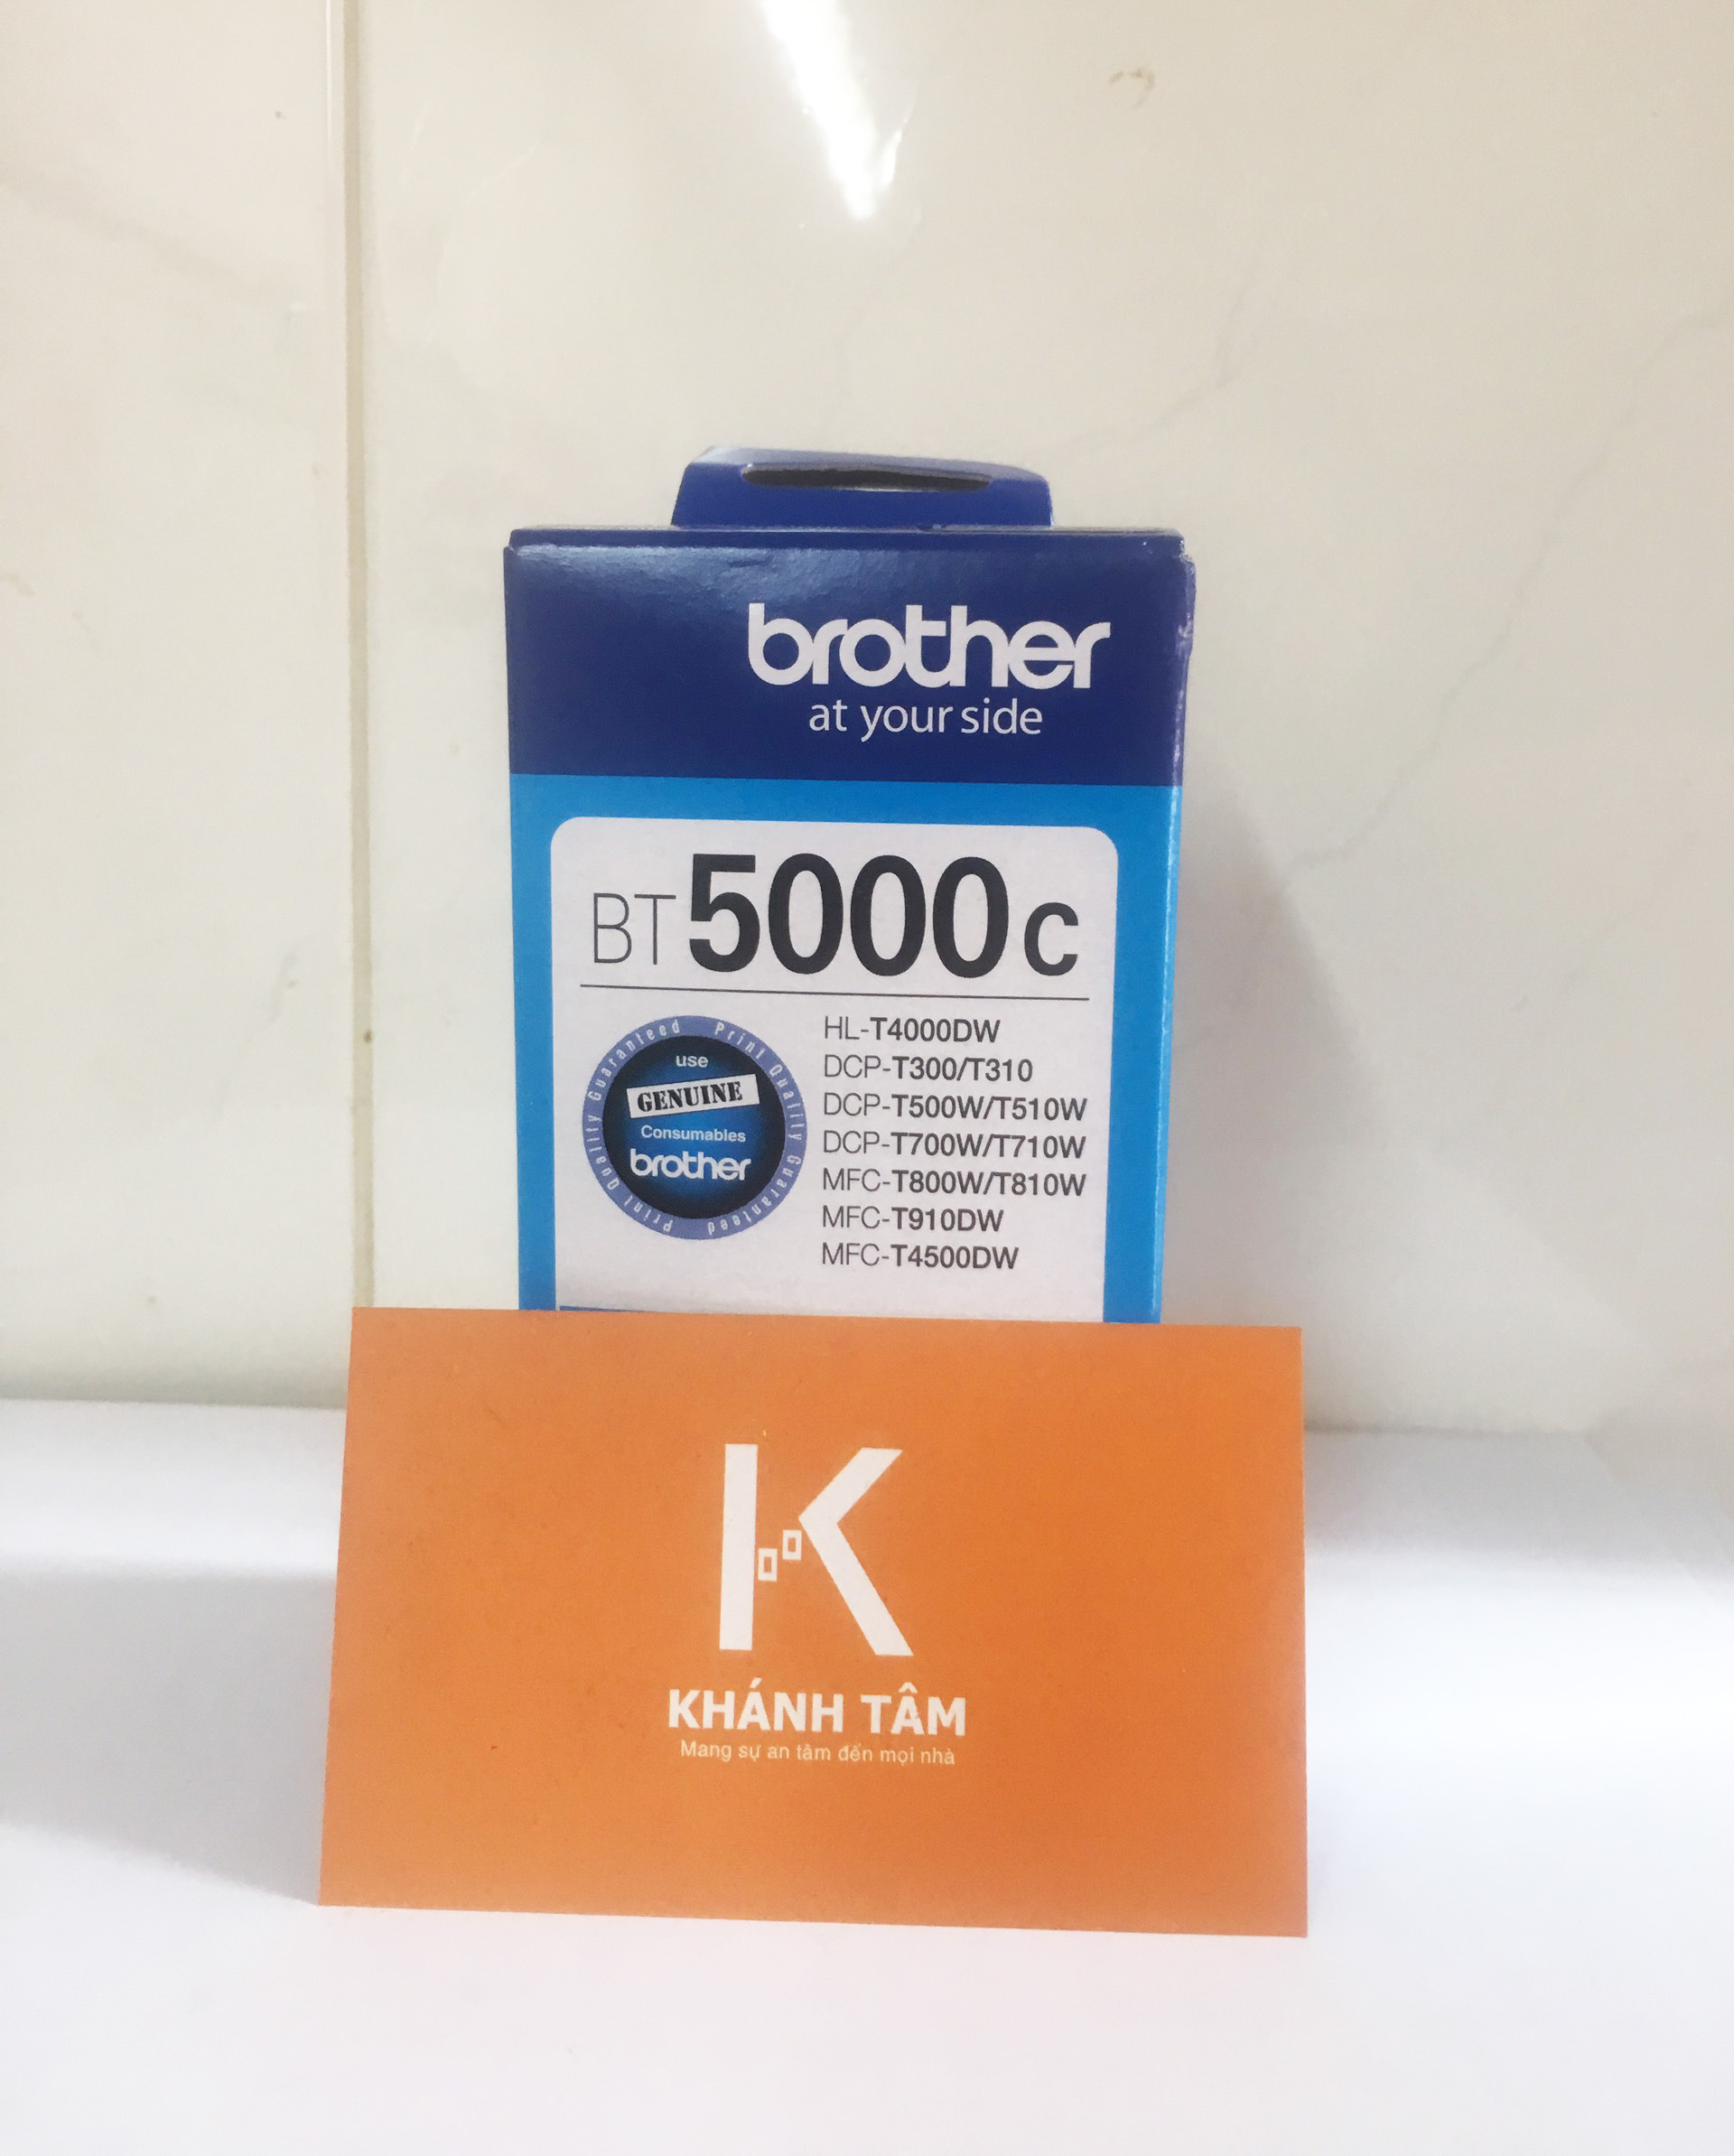 brother
at your side
BT5000C
Print Quality Guaranteed Print Quality Guaranteed
use
GENUINE
Consumables
brother
HL-T4000DW
DCP-T300/T310
DCP-T500W/T510W
DCP-T700W/T710W
MFC-T800W/T810W
MFC-T910DW
MFC-T4500DW
K
KHÁNH TÂM
Mang sự an tâm đến mọi nhà